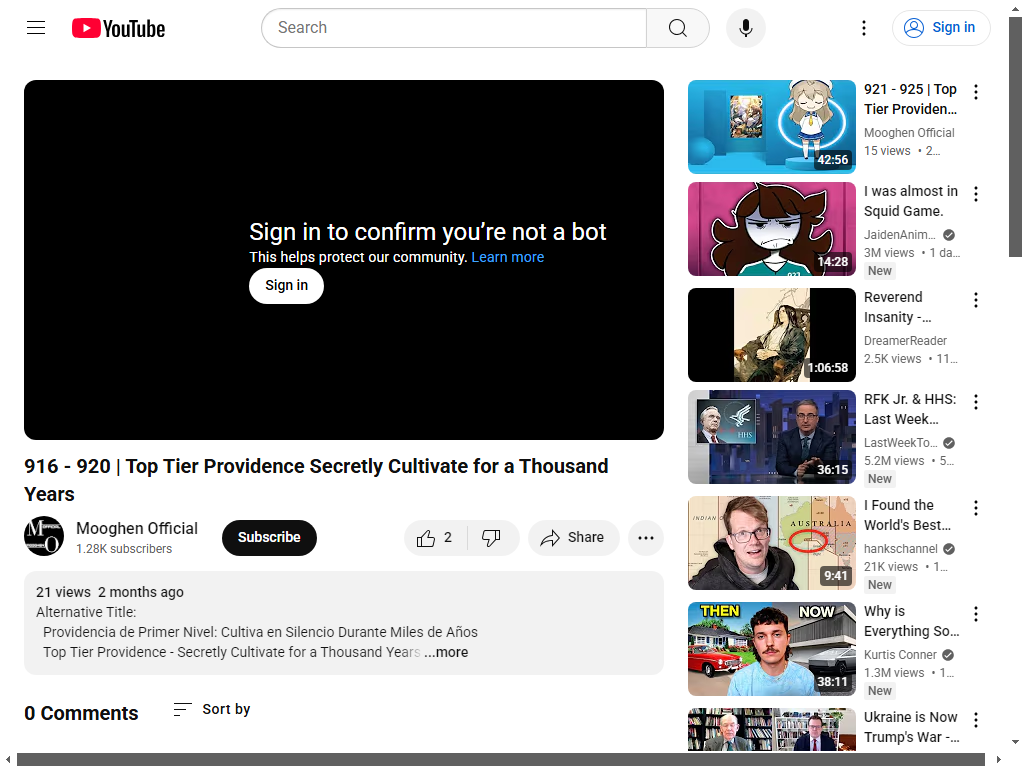 YouTube
Search
Sign in
Sign in to confirm you’re not a bot
This helps protect our community. Learn more
Sign in
916 - 920 | Top Tier Providence Secretly Cultivate for a Thousand
Years
Mooghen Official
1.28K subscribers
Subscribe
2
Share
21 views 2 months ago
Alternative Title:
Providencia de Primer Nivel: Cultiva en Silencio Durante Miles de Años
Top Tier Providence - Secretly Cultivate for a Thousand Years ...more
0 Comments
Sort by
42:56
921 - 925 | Top
Tier Providen...
Mooghen Official
15 views • 2...
14:28
I was almost in
Squid Game.
JaidenAnim...
3M views • 1 da...
New
1:06:58
Reverend
Insanity -...
DreamerReader
2.5K views • 11...
HHS
36:15
RFK Jr. & HHS:
Last Week...
LastWeekTo...
5.2M views • 5...
New
INDIAN
AUSTRALIA
9:41
I Found the
World's Best...
hankschannel
21K views • 1...
New
THEN NOW
38:11
Why is
Everything So...
Kurtis Conner
1.3M views • 1...
New
Ukraine is Now
Trump's War -...